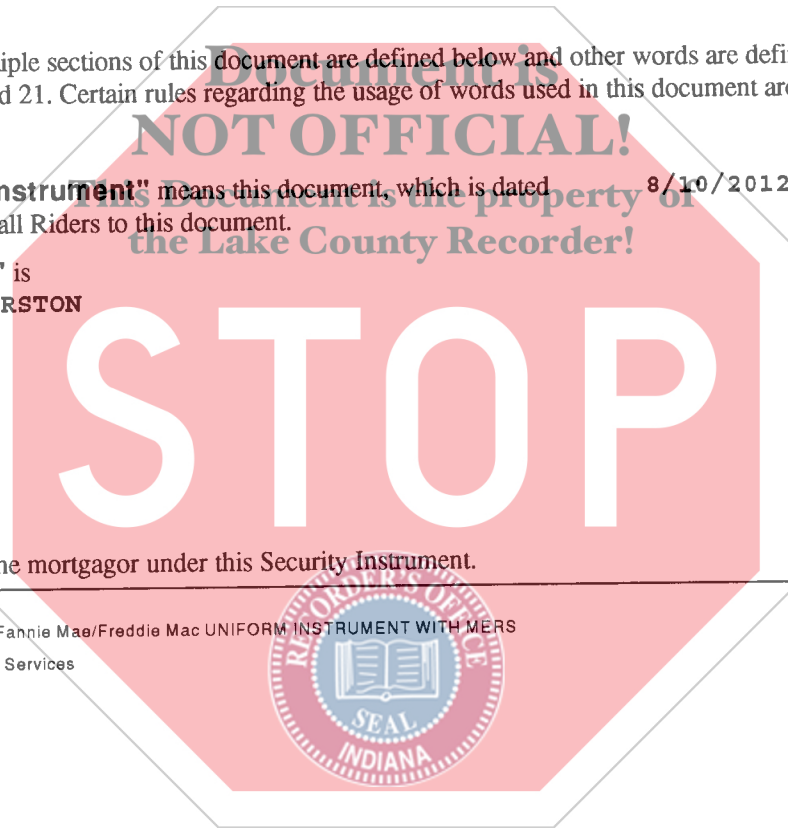 iple sections of this document are defined below and other words are defi
Document is
d 21. Certain rules regarding the usage of words used in this document are
NOT OFFICIAL!
nstrument" means this document, which is dated 8/10/2012
This Document is the property of
all Riders to this document.
the Lake County Recorder!
" is
RSTON
STOP
ne mortgagor under this Security Instrument.
Fannie Mae/Freddie Mac UNIFORM INSTRUMENT WITH MERS
Services
RECORDER'S OFFICE
SEAL
INDIANA